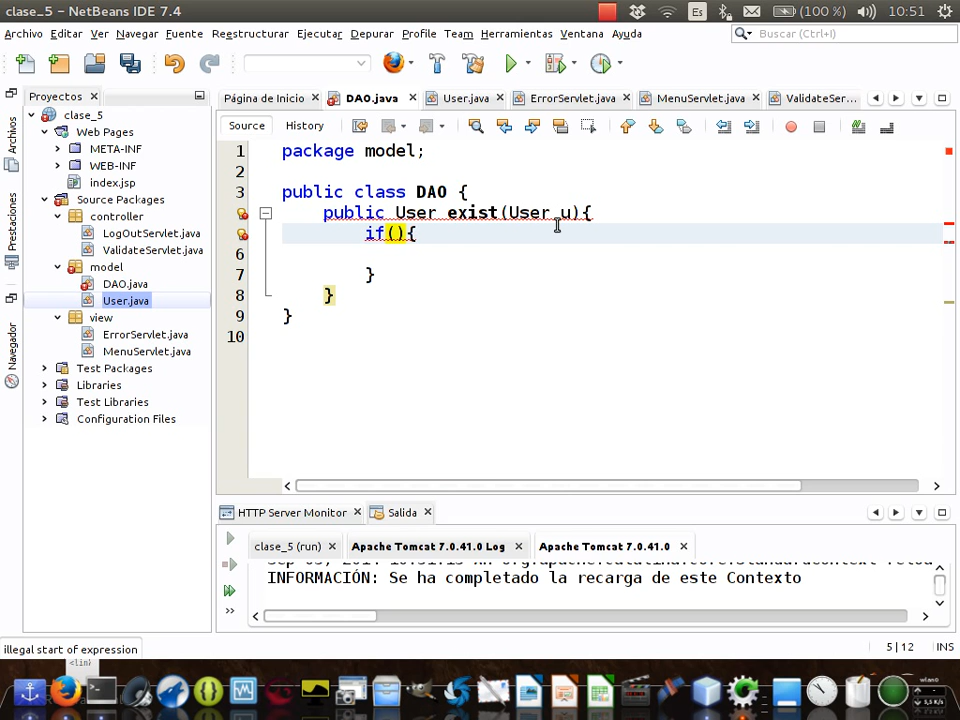 clase_5 - NetBeans IDE 7.4
Es
(100 %)
10:51
Archivo Editar Ver Navegar Fuente Reestructurar Ejecutar Depurar Profile Team Herramientas Ventana Ayuda
Buscar (Ctrl+I)
Archivos
Prestaciones
Navegador
Proyectos
clase_5
Web Pages
META-INF
WEB-INF
index.jsp
Source Packages
controller
LogOutServlet.java
ValidateServlet.java
model
DAO.java
User.java
view
ErrorServlet.java
MenuServlet.java
Test Packages
Libraries
Test Libraries
Configuration Files
Página de Inicio DAO.java User.java ErrorServlet.java MenuServlet.java ValidateSer...
Source History
1 package model;
2
3 public class DAO {
public User exist(User u){
if(){
6
7 }
8 }
9 }
10
HTTP Server Monitor Salida
clase_5 (run) Apache Tomcat 7.0.41.0 Log Apache Tomcat 7.0.41.0
INFORMACIÓN: Se ha completado la recarga de este Contexto
illegal start of expression
5 | 12 INS
<lin>
wlan0